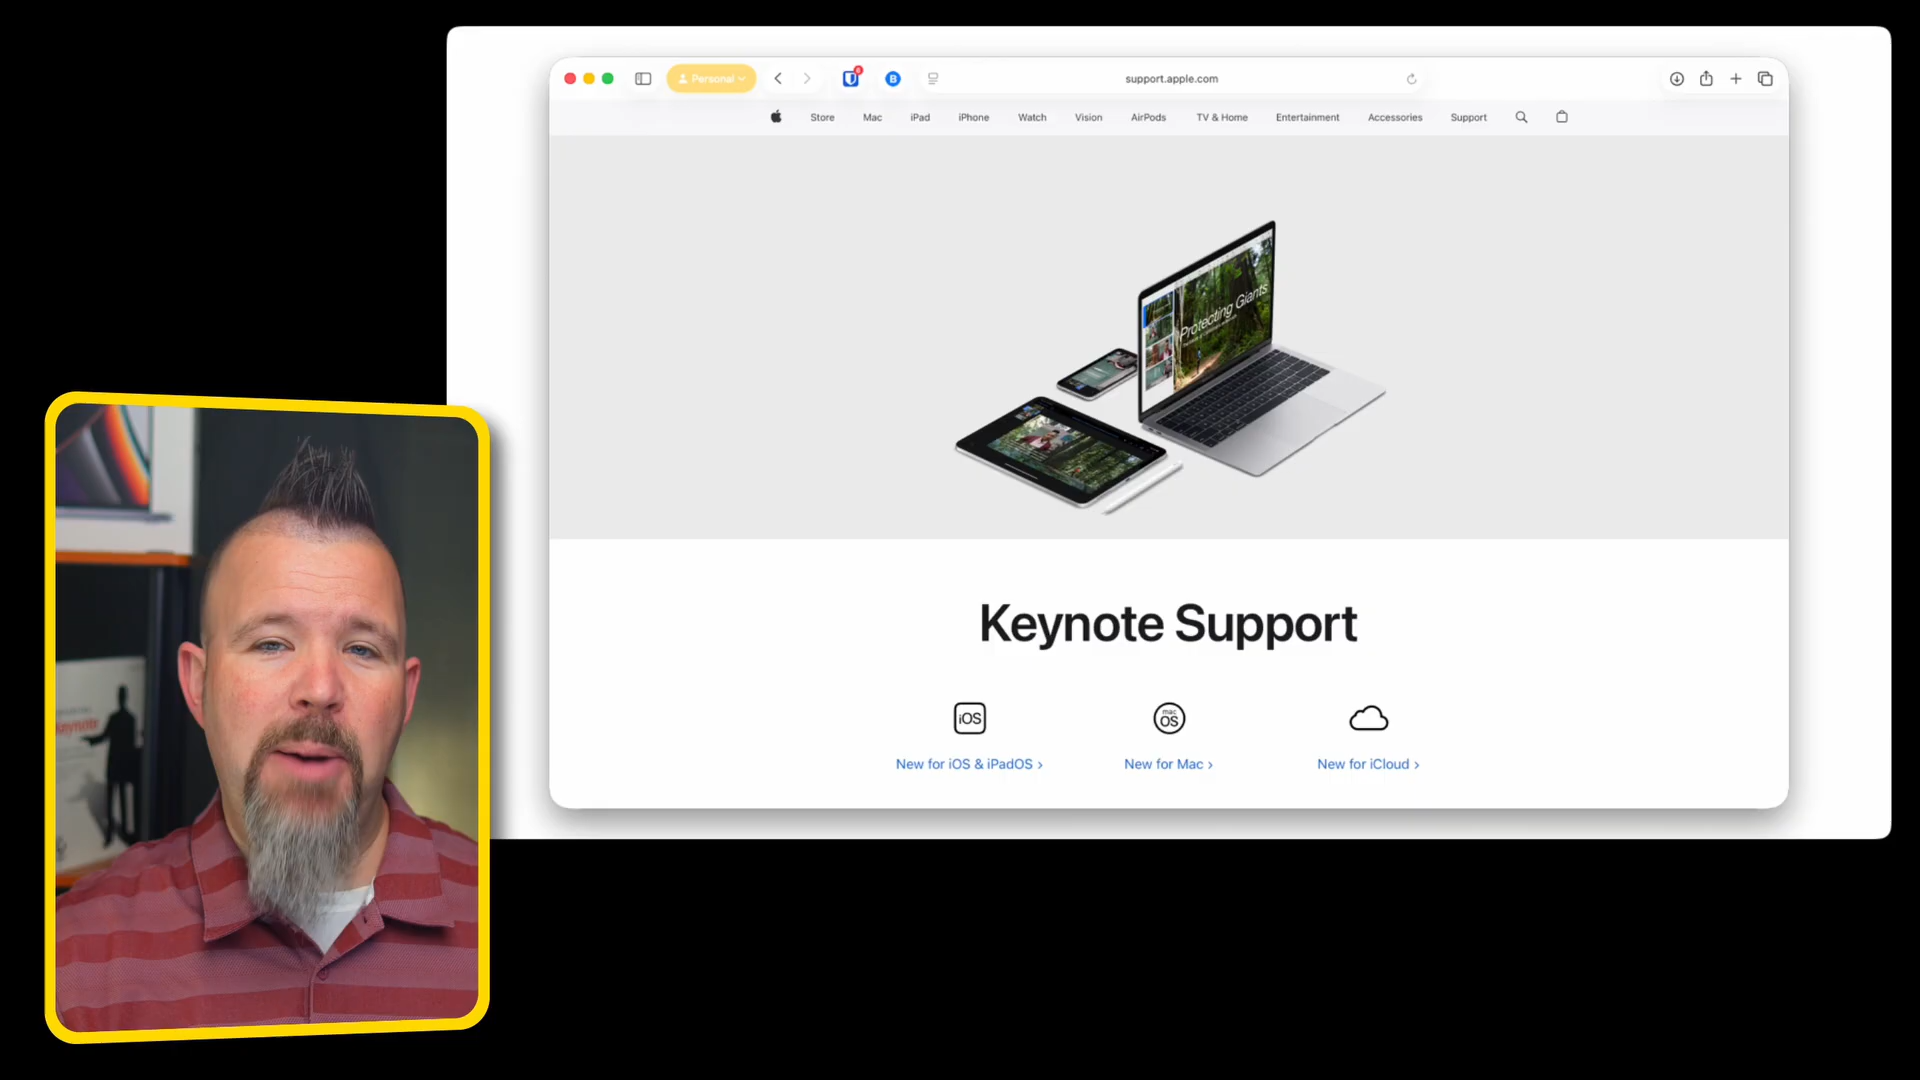 Personal
support.apple.com
Store Mac iPad iPhone Watch Vision AirPods TV & Home Entertainment Accessories Support
Protecting Giants
Keynote Support
iOS
mac
OS
New for iOS & iPadOS >
New for Mac >
New for iCloud >
Keynote
B